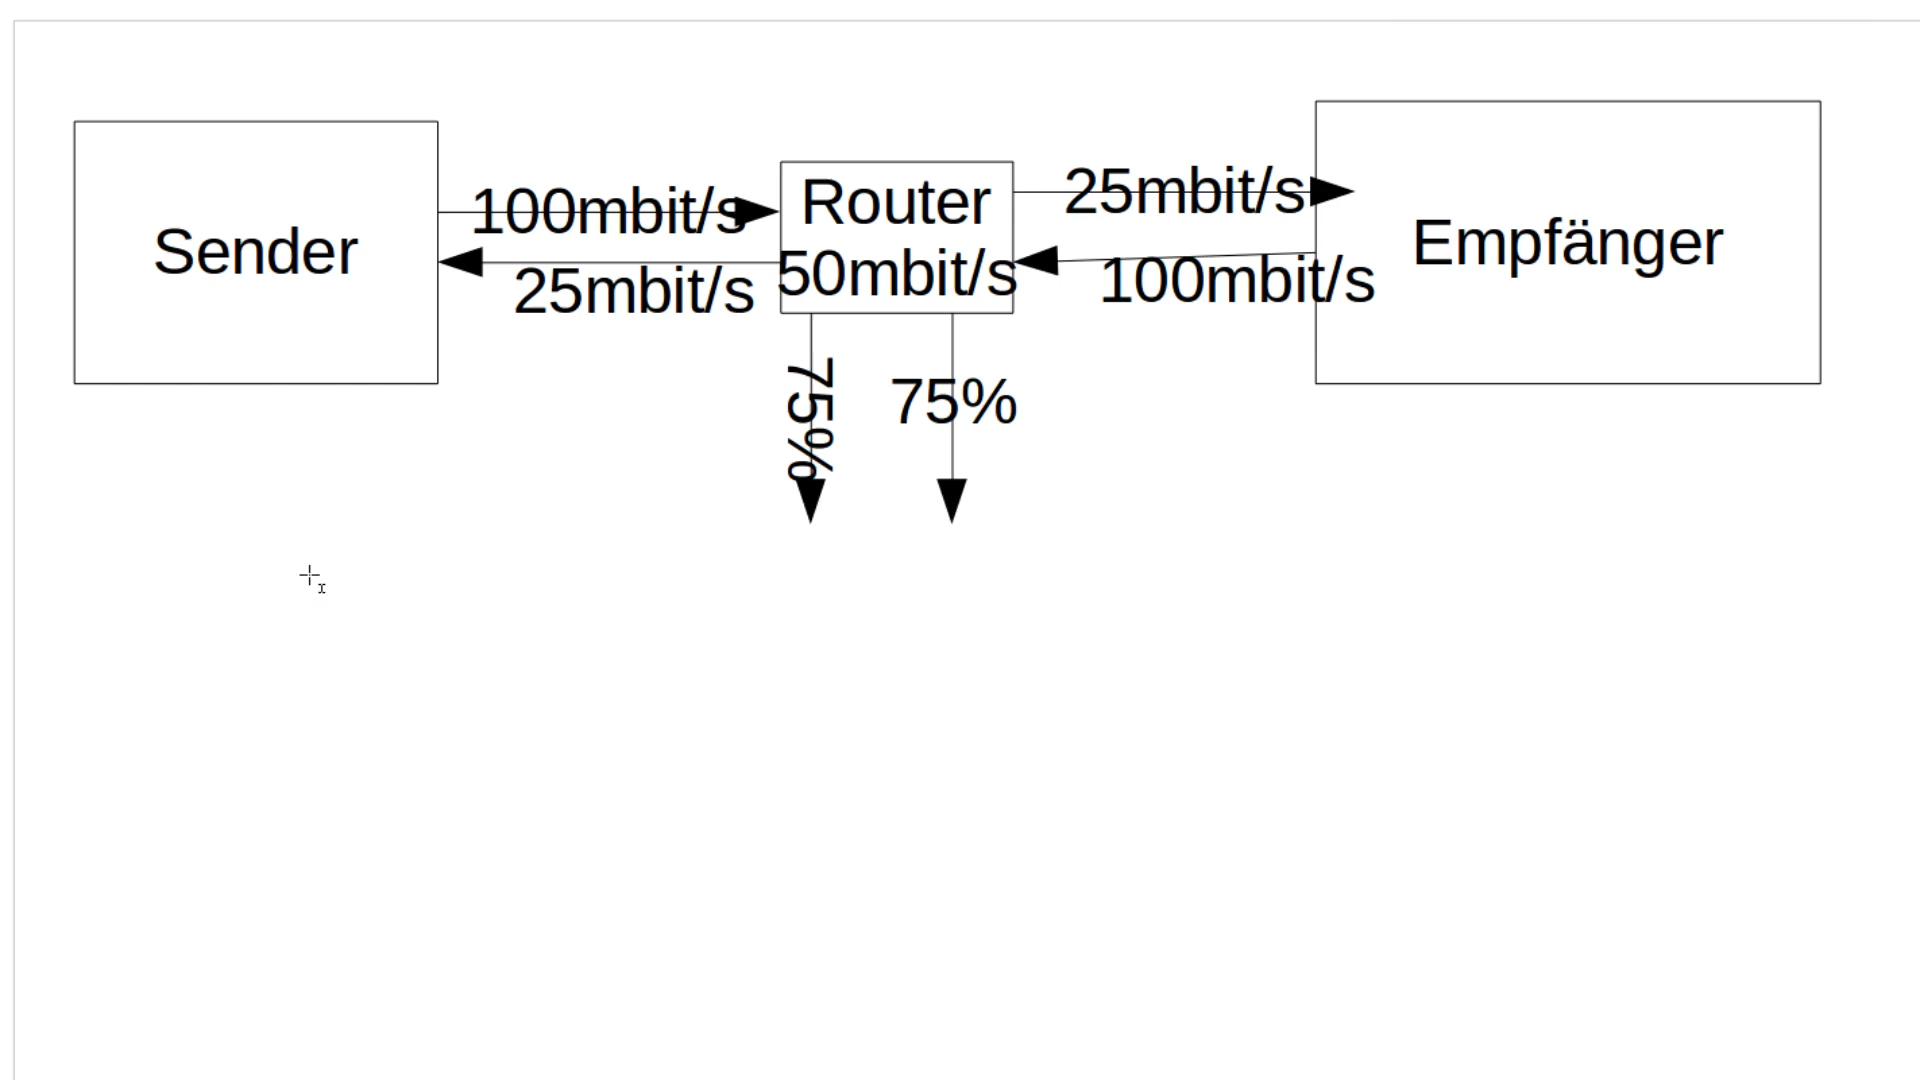 Sender
100mbit/s
25mbit/s
Router
50mbit/s
25mbit/s
100mbit/s
Empfänger
75%
75%